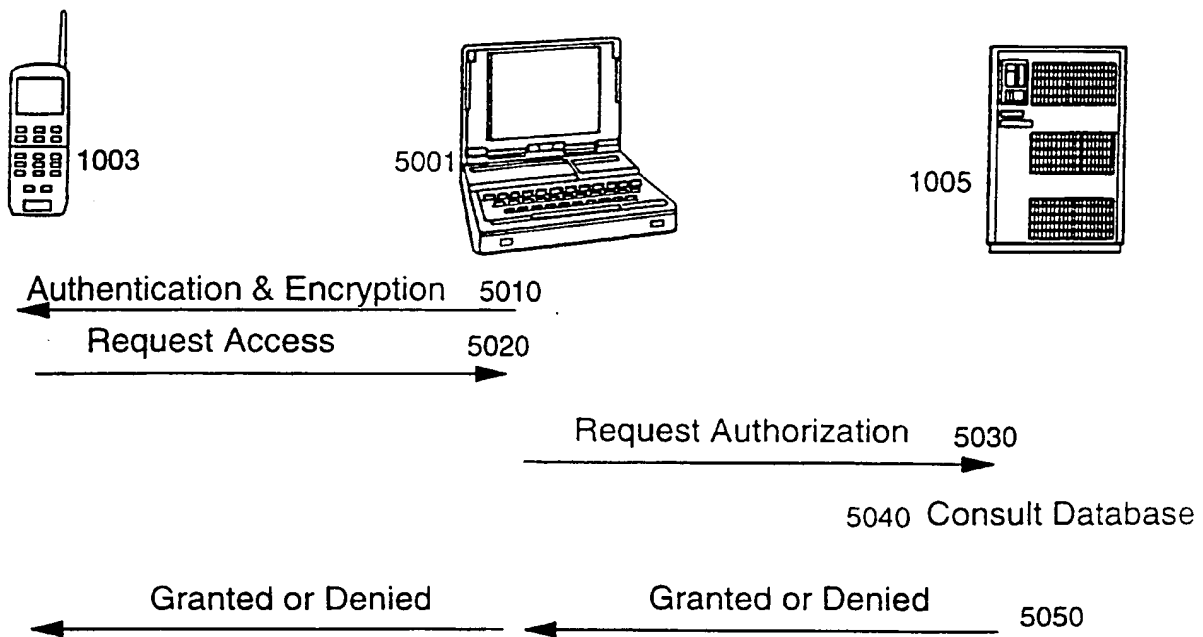 1003
5001
1005
Authentication & Encryption 5010
Request Access 5020
Request Authorization 5030
5040 Consult Database
Granted or Denied Granted or Denied 5050